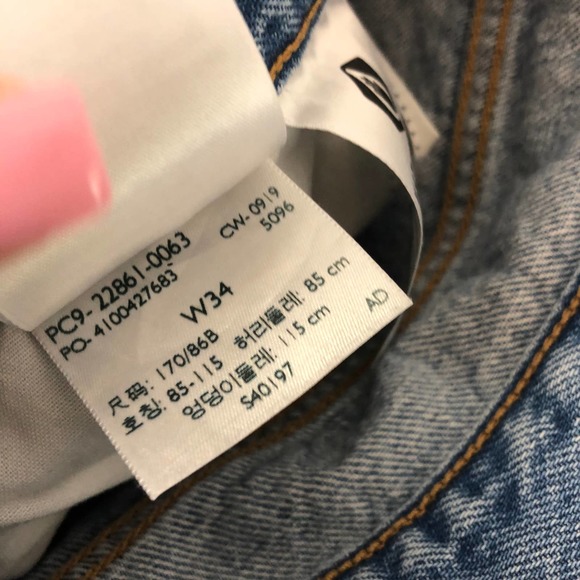 PC9-22861-0063
CW-0919
PO-4100427683
5096
W34
尺码: 170/86B
호칭: 85-115 허리둘레: 85 cm
엉덩이둘레: 115 cm
S40197
AD